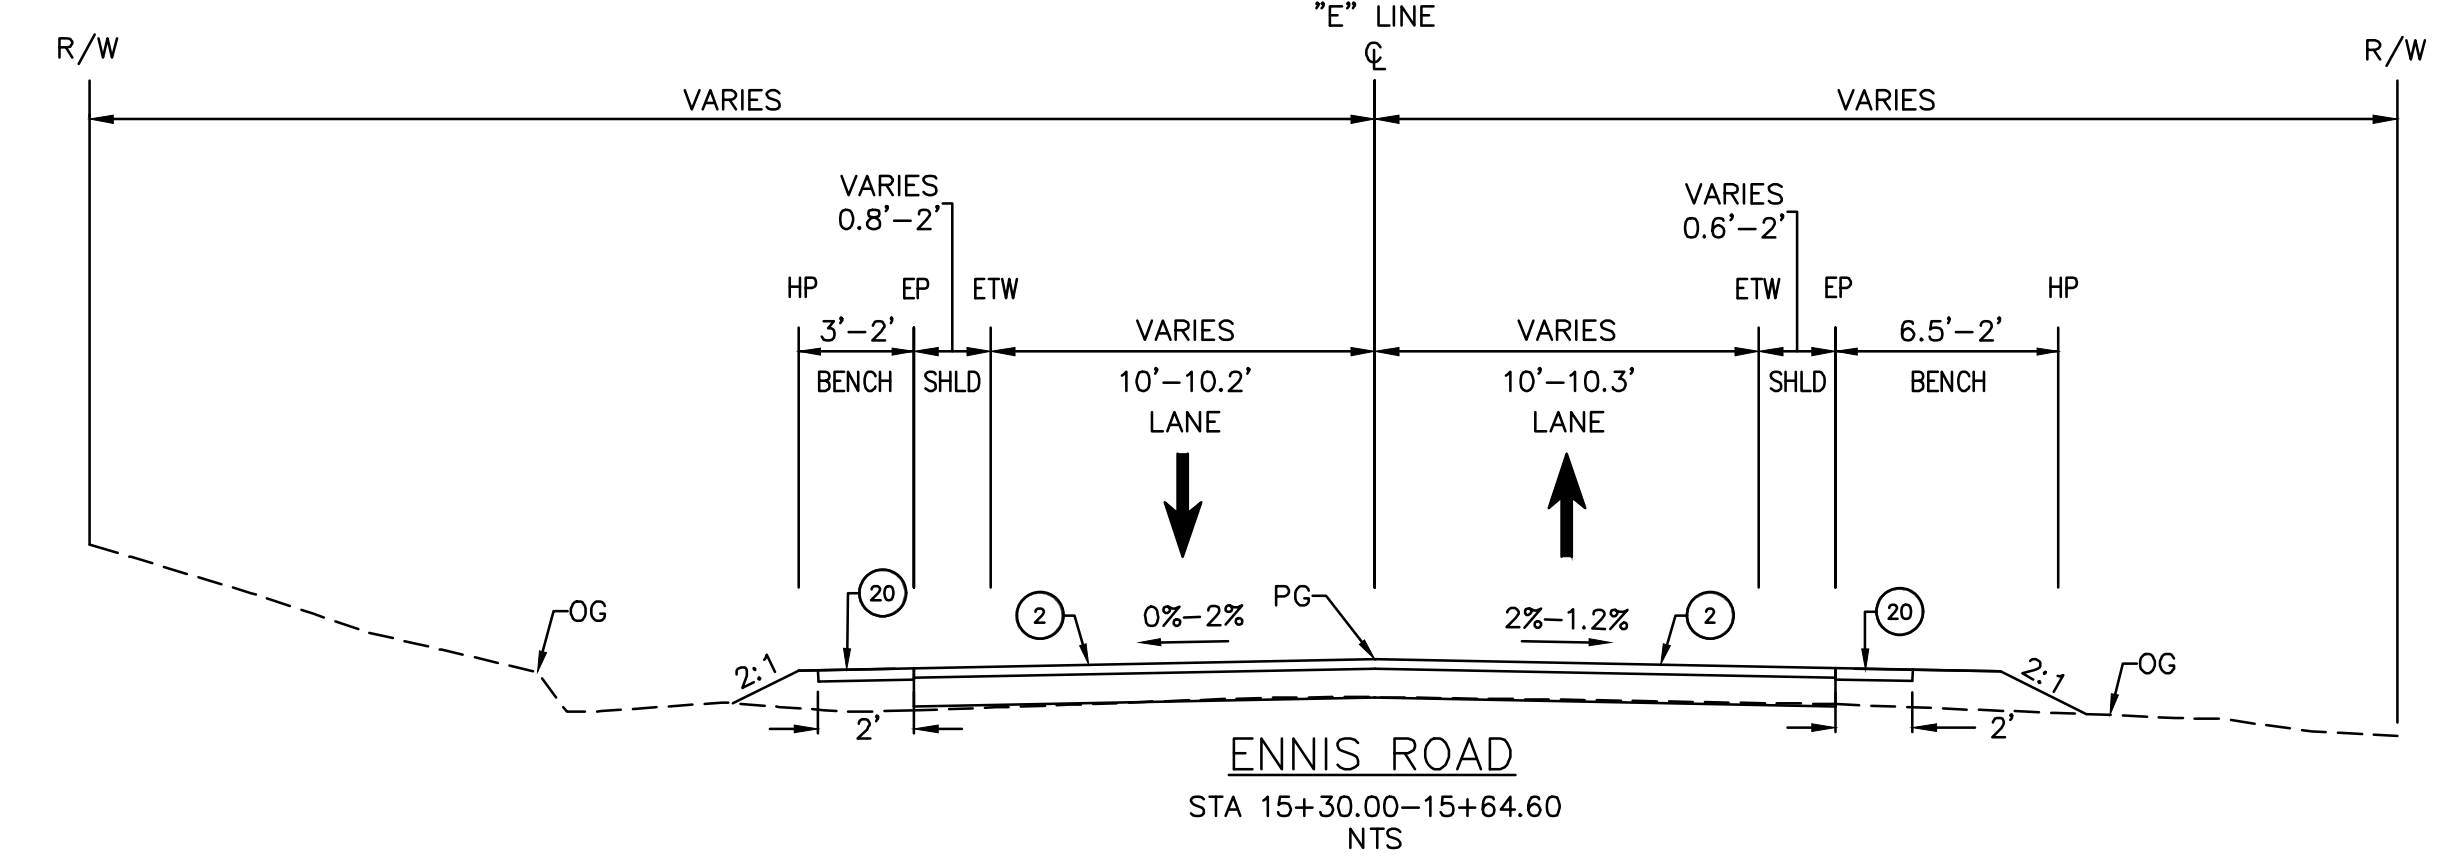 "E" LINE
℄
R/W
R/W
VARIES
VARIES
VARIES
0.8'-2'
VARIES
0.6'-2'
HP
EP
ETW
ETW
EP
HP
3'-2'
VARIES
VARIES
6.5'-2'
BENCH
SHLD
10'-10.2'
LANE
10'-10.3'
LANE
SHLD
BENCH
OG
20
2
0%-2%
PG
2%-1.2%
2
20
2:1
2:1
OG
2'
2'
ENNIS ROAD
STA 15+30.00-15+64.60
NTS